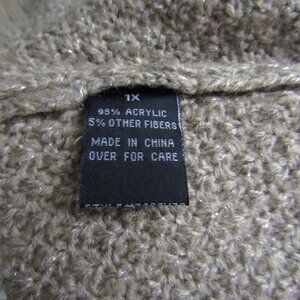 1X
95% ACRYLIC
5% OTHER FIBERS
MADE IN CHINA
OVER FOR CARE